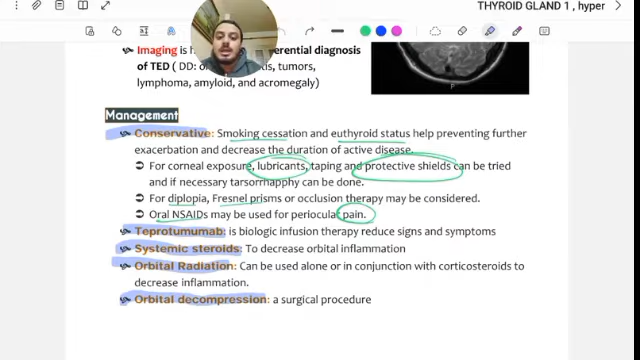 THYROID GLAND 1 , hyper
Imaging is h ferential diagnosis
of TED ( DD: o is, tumors,
lymphoma, amyloid, and acromegaly)
Management
Conservative: Smoking cessation and euthyroid status help preventing further
exacerbation and decrease the duration of active disease.
For corneal exposure, lubricants, taping and protective shields can be tried
and if necessary tarsorrhaphy can be done.
For diplopia, Fresnel prisms or occlusion therapy may be considered.
Oral NSAIDs may be used for periocular pain.
Teprotumumab: is biologic infusion therapy reduce signs and symptoms
Systemic steroids: To decrease orbital inflammation
Orbital Radiation: Can be used alone or in conjunction with corticosteroids to
decrease inflammation.
Orbital decompression: a surgical procedure